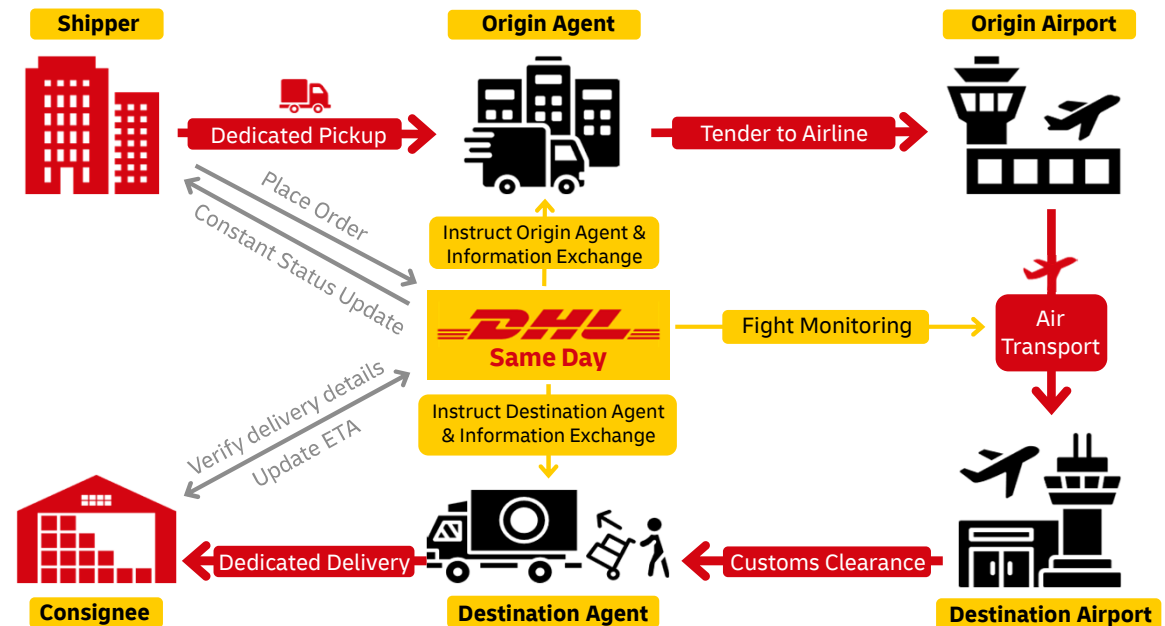 Shipper
Origin Agent
Origin Airport
Dedicated Pickup
Tender to Airline
Place Order
Constant Status Update
Instruct Origin Agent &
Information Exchange
DHL
Same Day
Fight Monitoring
Air
Transport
Verify delivery details
Update ETA
Instruct Destination Agent
& Information Exchange
Dedicated Delivery
Customs Clearance
Consignee
Destination Agent
Destination Airport